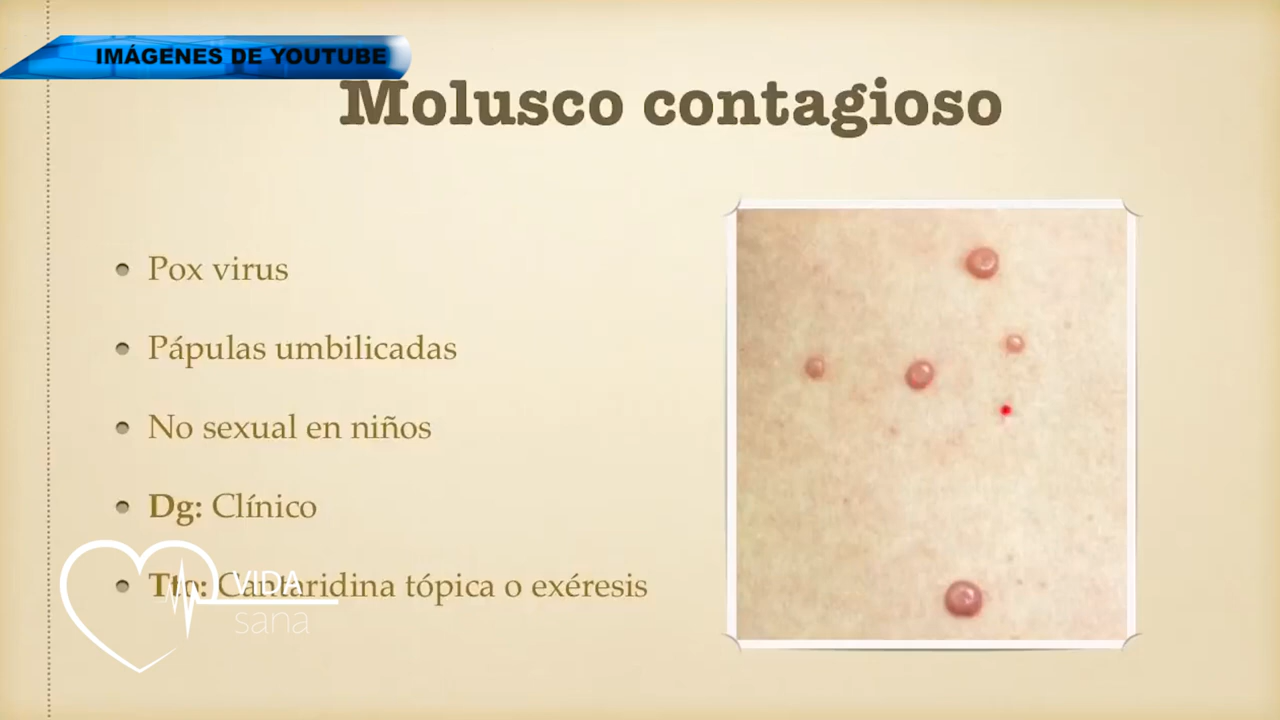 IMÁGENES DE YOUTUBE
Molusco contagioso
Pox virus
Pápulas umbilicadas
No sexual en niños
Dg: Clínico
Tto: Cantaridina tópica o exéresis
VIDA
sana